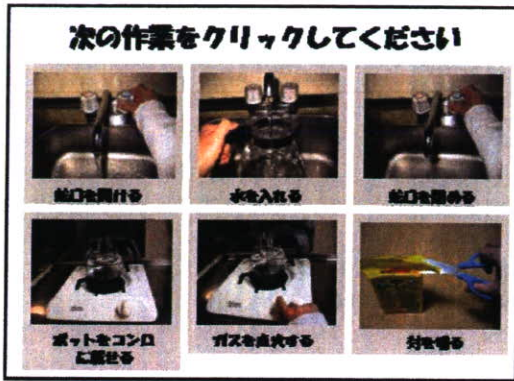 次の作業をクリックしてください
蛇口を開ける
水を入れる
蛇口を閉める
ポットをコンロ
に載せる
ガスを点火する
封を切る